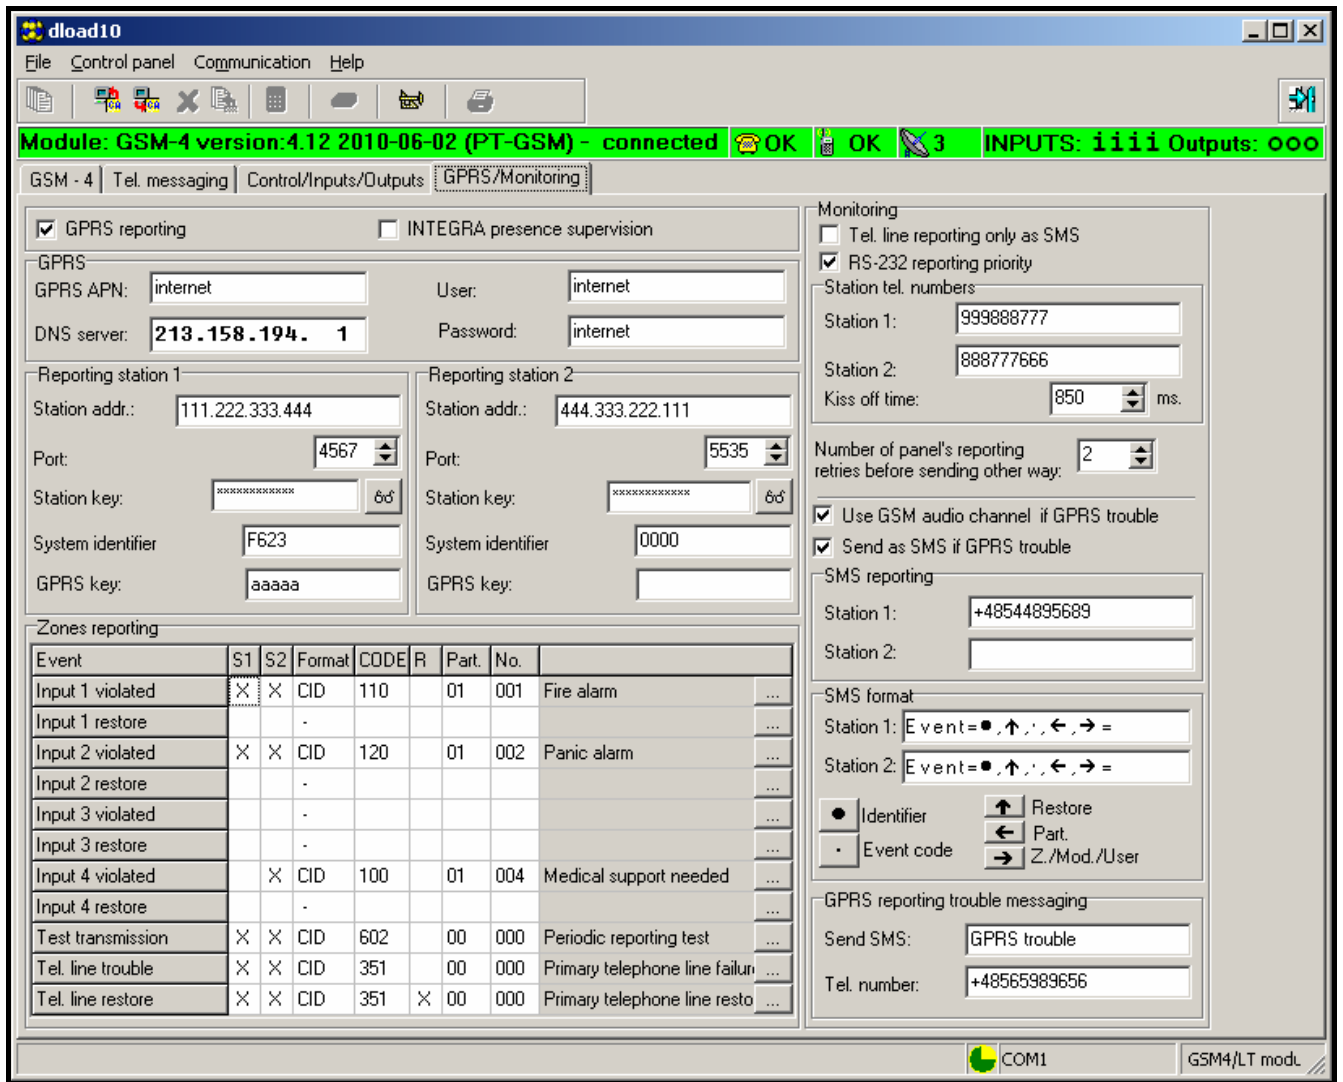 dload10
File Control panel Communication Help
Module: GSM-4 version:4.12 2010-06-02 (PT-GSM) - connected OK OK 3 INPUTS: iiii Outputs: ooo
GSM - 4 Tel. messaging Control/Inputs/Outputs GPRS/Monitoring
GPRS reporting INTEGRA presence supervision
GPRS
GPRS APN: internet User: internet
DNS server: 213.158.194. 1 Password: internet
Reporting station 1
Station addr.: 111.222.333.444
Port: 4567
Station key: xxxxxxxxxxxx
System identifier F623
GPRS key: aaaaa
Reporting station 2
Station addr.: 444.333.222.111
Port: 5535
Station key: xxxxxxxxxxxx
System identifier 0000
GPRS key:
Zones reporting
Event S1 S2 Format CODE R Part. No.
Input 1 violated X X CID 110 01 001 Fire alarm ...
Input 1 restore - ...
Input 2 violated X X CID 120 01 002 Panic alarm ...
Input 2 restore - ...
Input 3 violated - ...
Input 3 restore - ...
Input 4 violated X CID 100 01 004 Medical support needed ...
Input 4 restore - ...
Test transmission X X CID 602 00 000 Periodic reporting test ...
Tel. line trouble X X CID 351 00 000 Primary telephone line failur ...
Tel. line restore X X CID 351 X 00 000 Primary telephone line resto ...
Monitoring
Tel. line reporting only as SMS
RS-232 reporting priority
Station tel. numbers
Station 1: 999888777
Station 2: 888777666
Kiss off time: 850 ms.
Number of panel's reporting
retries before sending other way: 2
Use GSM audio channel if GPRS trouble
Send as SMS if GPRS trouble
SMS reporting
Station 1: +48544895689
Station 2:
SMS format
Station 1: Event=●,↑,·,←,→=
Station 2: Event=●,↑,·,←,→=
● Identifier ↑ Restore
← Part.
· Event code → Z./Mod./User
GPRS reporting trouble messaging
Send SMS: GPRS trouble
Tel. number: +48565989656
COM1 GSM4/LT modu